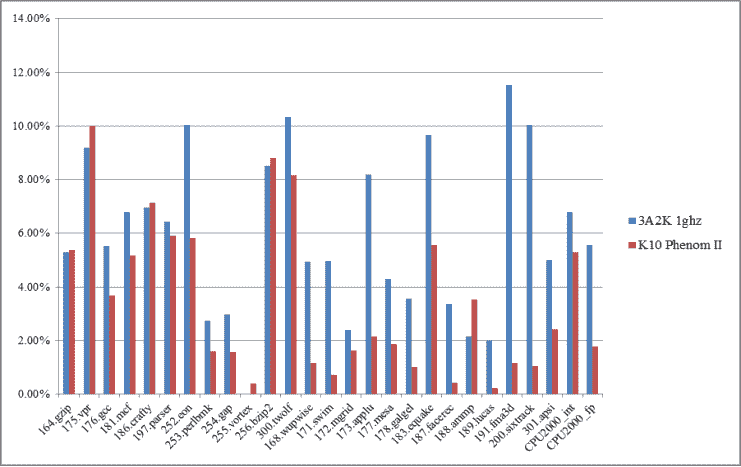 14.00%
12.00%
10.00%
8.00%
6.00%
4.00%
2.00%
0.00%
3A2K 1ghz
K10 Phenom II
164.gzip
175.vpr
176.gcc
181.mcf
186.crafty
197.parser
252.eon
253.perlbmk
254.gap
255.vortex
256.bzip2
300.twolf
168.wupwise
171.swim
172.mgrid
173.applu
177.mesa
178.galgel
183.equake
187.facerec
188.ammp
189.lucas
191.fma3d
200.sixtrack
301.apsi
CPU2000_int
CPU2000_fp